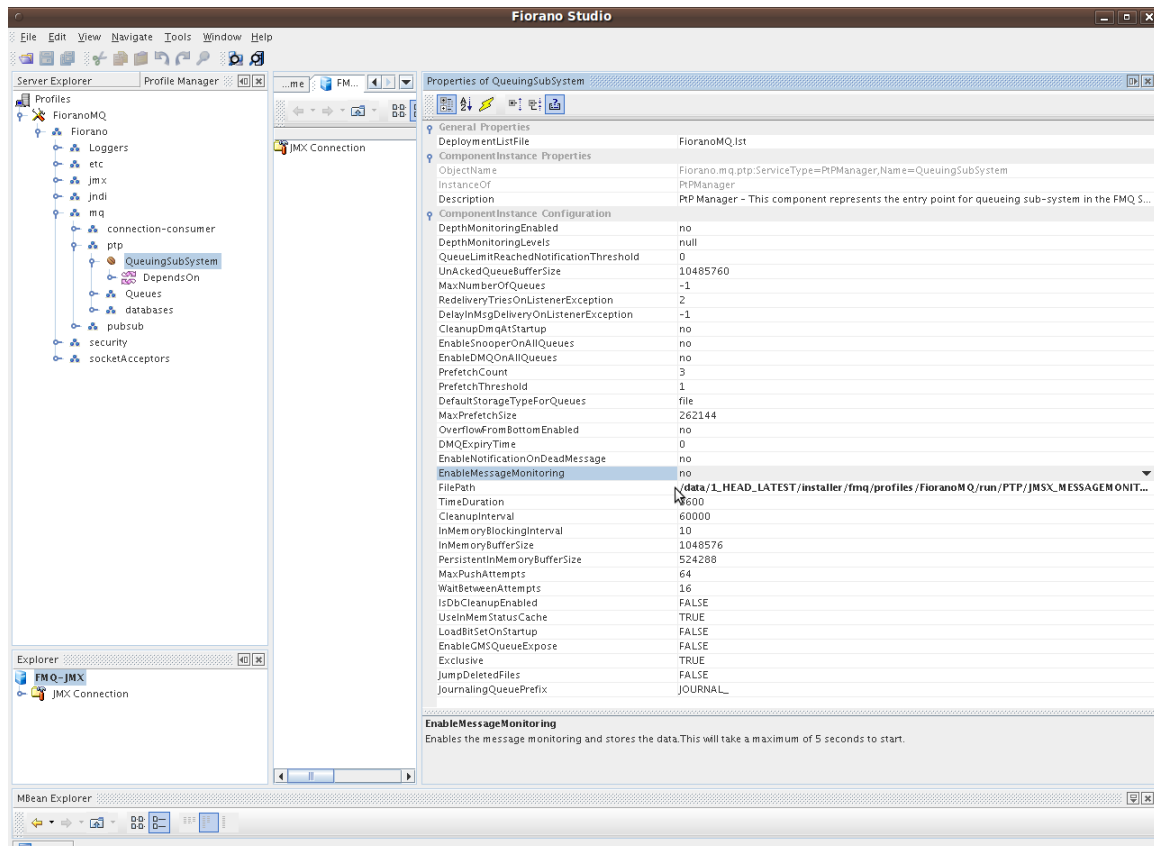 Fiorano Studio
File Edit View Navigate Tools Window Help
Server Explorer Profile Manager
Profiles
FioranoMQ
Fiorano
Loggers
etc
jmx
jndi
mq
connection-consumer
ptp
QueuingSubSystem
DependsOn
Queues
databases
pubsub
security
socketAcceptors
Explorer
FMQ-JMX
JMX Connection
...me FM...
JMX Connection
Properties of QueuingSubSystem
General Properties
DeploymentListFile FioranoMQ.lst
ComponentInstance Properties
ObjectName Fiorano.mq.ptp:ServiceType=PtPManager,Name=QueuingSubSystem
InstanceOf PtPManager
Description PtP Manager - This component represents the entry point for queueing sub-system in the FMQ S...
ComponentInstance Configuration
DepthMonitoringEnabled no
DepthMonitoringLevels null
QueueLimitReachedNotificationThreshold 0
UnAckedQueueBufferSize 10485760
MaxNumberOfQueues -1
RedeliveryTriesOnListenerException 2
DelayInMsgDeliveryOnListenerException -1
CleanupDmqAtStartup no
EnableSnooperOnAllQueues no
EnableDMQOnAllQueues no
PrefetchCount 3
PrefetchThreshold 1
DefaultStorageTypeForQueues file
MaxPrefetchSize 262144
OverflowFromBottomEnabled no
DMQExpiryTime 0
EnableNotificationOnDeadMessage no
EnableMessageMonitoring no
FilePath /data/1_HEAD_LATEST/installer/fmq/profiles/FioranoMQ/run/PTP/JMSX_MESSAGEMONIT...
TimeDuration 3600
CleanupInterval 60000
InMemoryBlockingInterval 10
InMemoryBufferSize 1048576
PersistentInMemoryBufferSize 524288
MaxPushAttempts 64
WaitBetweenAttempts 16
IsDbCleanupEnabled FALSE
UseInMemStatusCache TRUE
LoadBitSetOnStartup FALSE
EnableGMSQueueExpose FALSE
Exclusive TRUE
JumpDeletedFiles FALSE
JournalingQueuePrefix JOURNAL_
EnableMessageMonitoring
Enables the message monitoring and stores the data.This will take a maximum of 5 seconds to start.
MBean Explorer